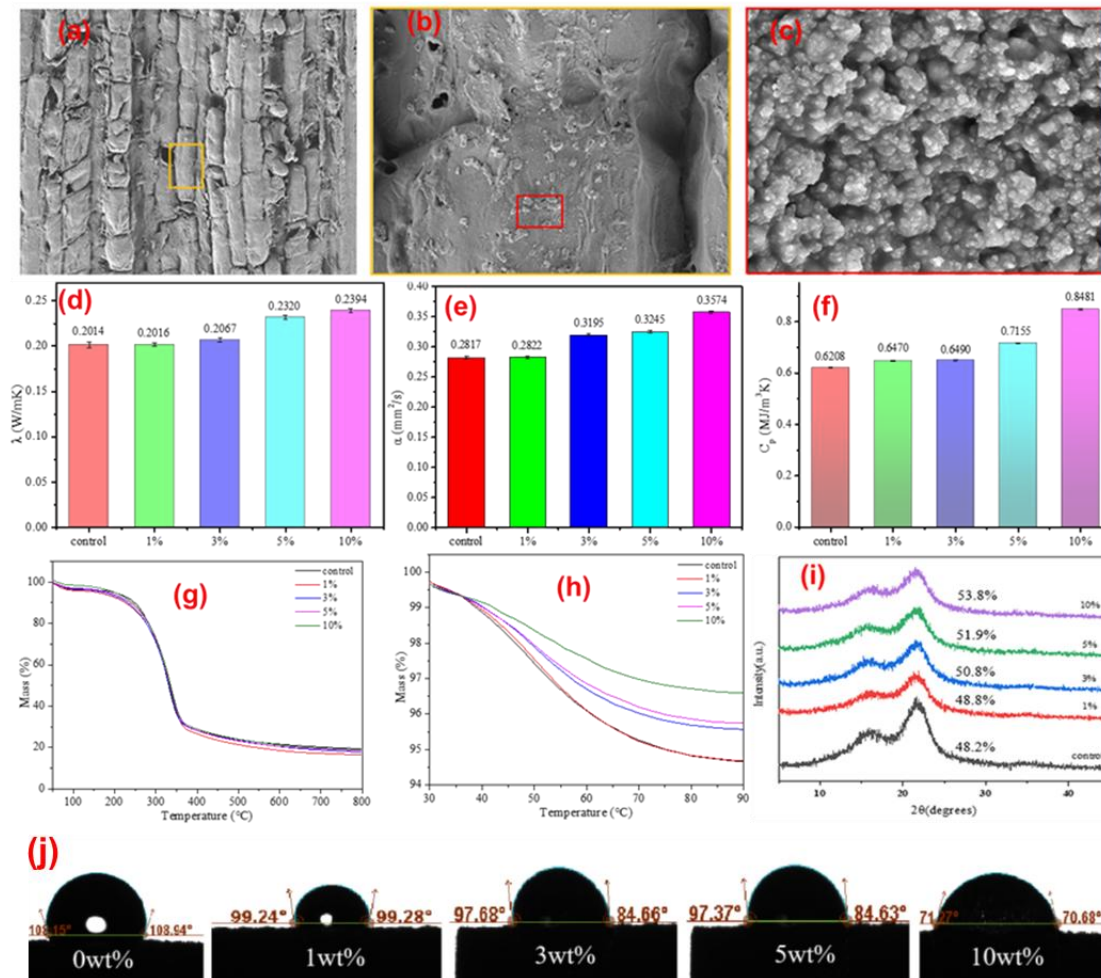 (a)
(b)
(c)
(d)
0.25
0.20
0.15
0.10
0.05
0.00
λ (W/mK)
0.2014
0.2016
0.2067
0.2320
0.2394
control 1% 3% 5% 10%
(e)
0.40
0.35
0.30
0.25
0.20
0.15
0.10
0.05
0.00
α (mm²/s)
0.2817
0.2822
0.3195
0.3245
0.3574
control 1% 3% 5% 10%
(f)
0.8
0.6
0.4
0.2
0.0
Cp (MJ/m³K)
0.6208
0.6470
0.6490
0.7155
0.8481
control 1% 3% 5% 10%
(g)
100
80
60
40
20
0
Mass (%)
control
1%
3%
5%
10%
100 200 300 400 500 600 700 800
Temperature (°C)
(h)
100
99
98
97
96
95
94
Mass (%)
control
1%
3%
5%
10%
30 40 50 60 70 80 90
Temperature (°C)
(i)
Intensity(a.u.)
53.8%
10%
51.9%
5%
50.8%
3%
48.8%
1%
48.2%
control
10 20 30 40
2θ(degrees)
(j)
108.15° 108.94°
0wt%
99.24° 99.28°
1wt%
97.68° 84.66°
3wt%
97.37° 84.63°
5wt%
71.27° 70.68°
10wt%